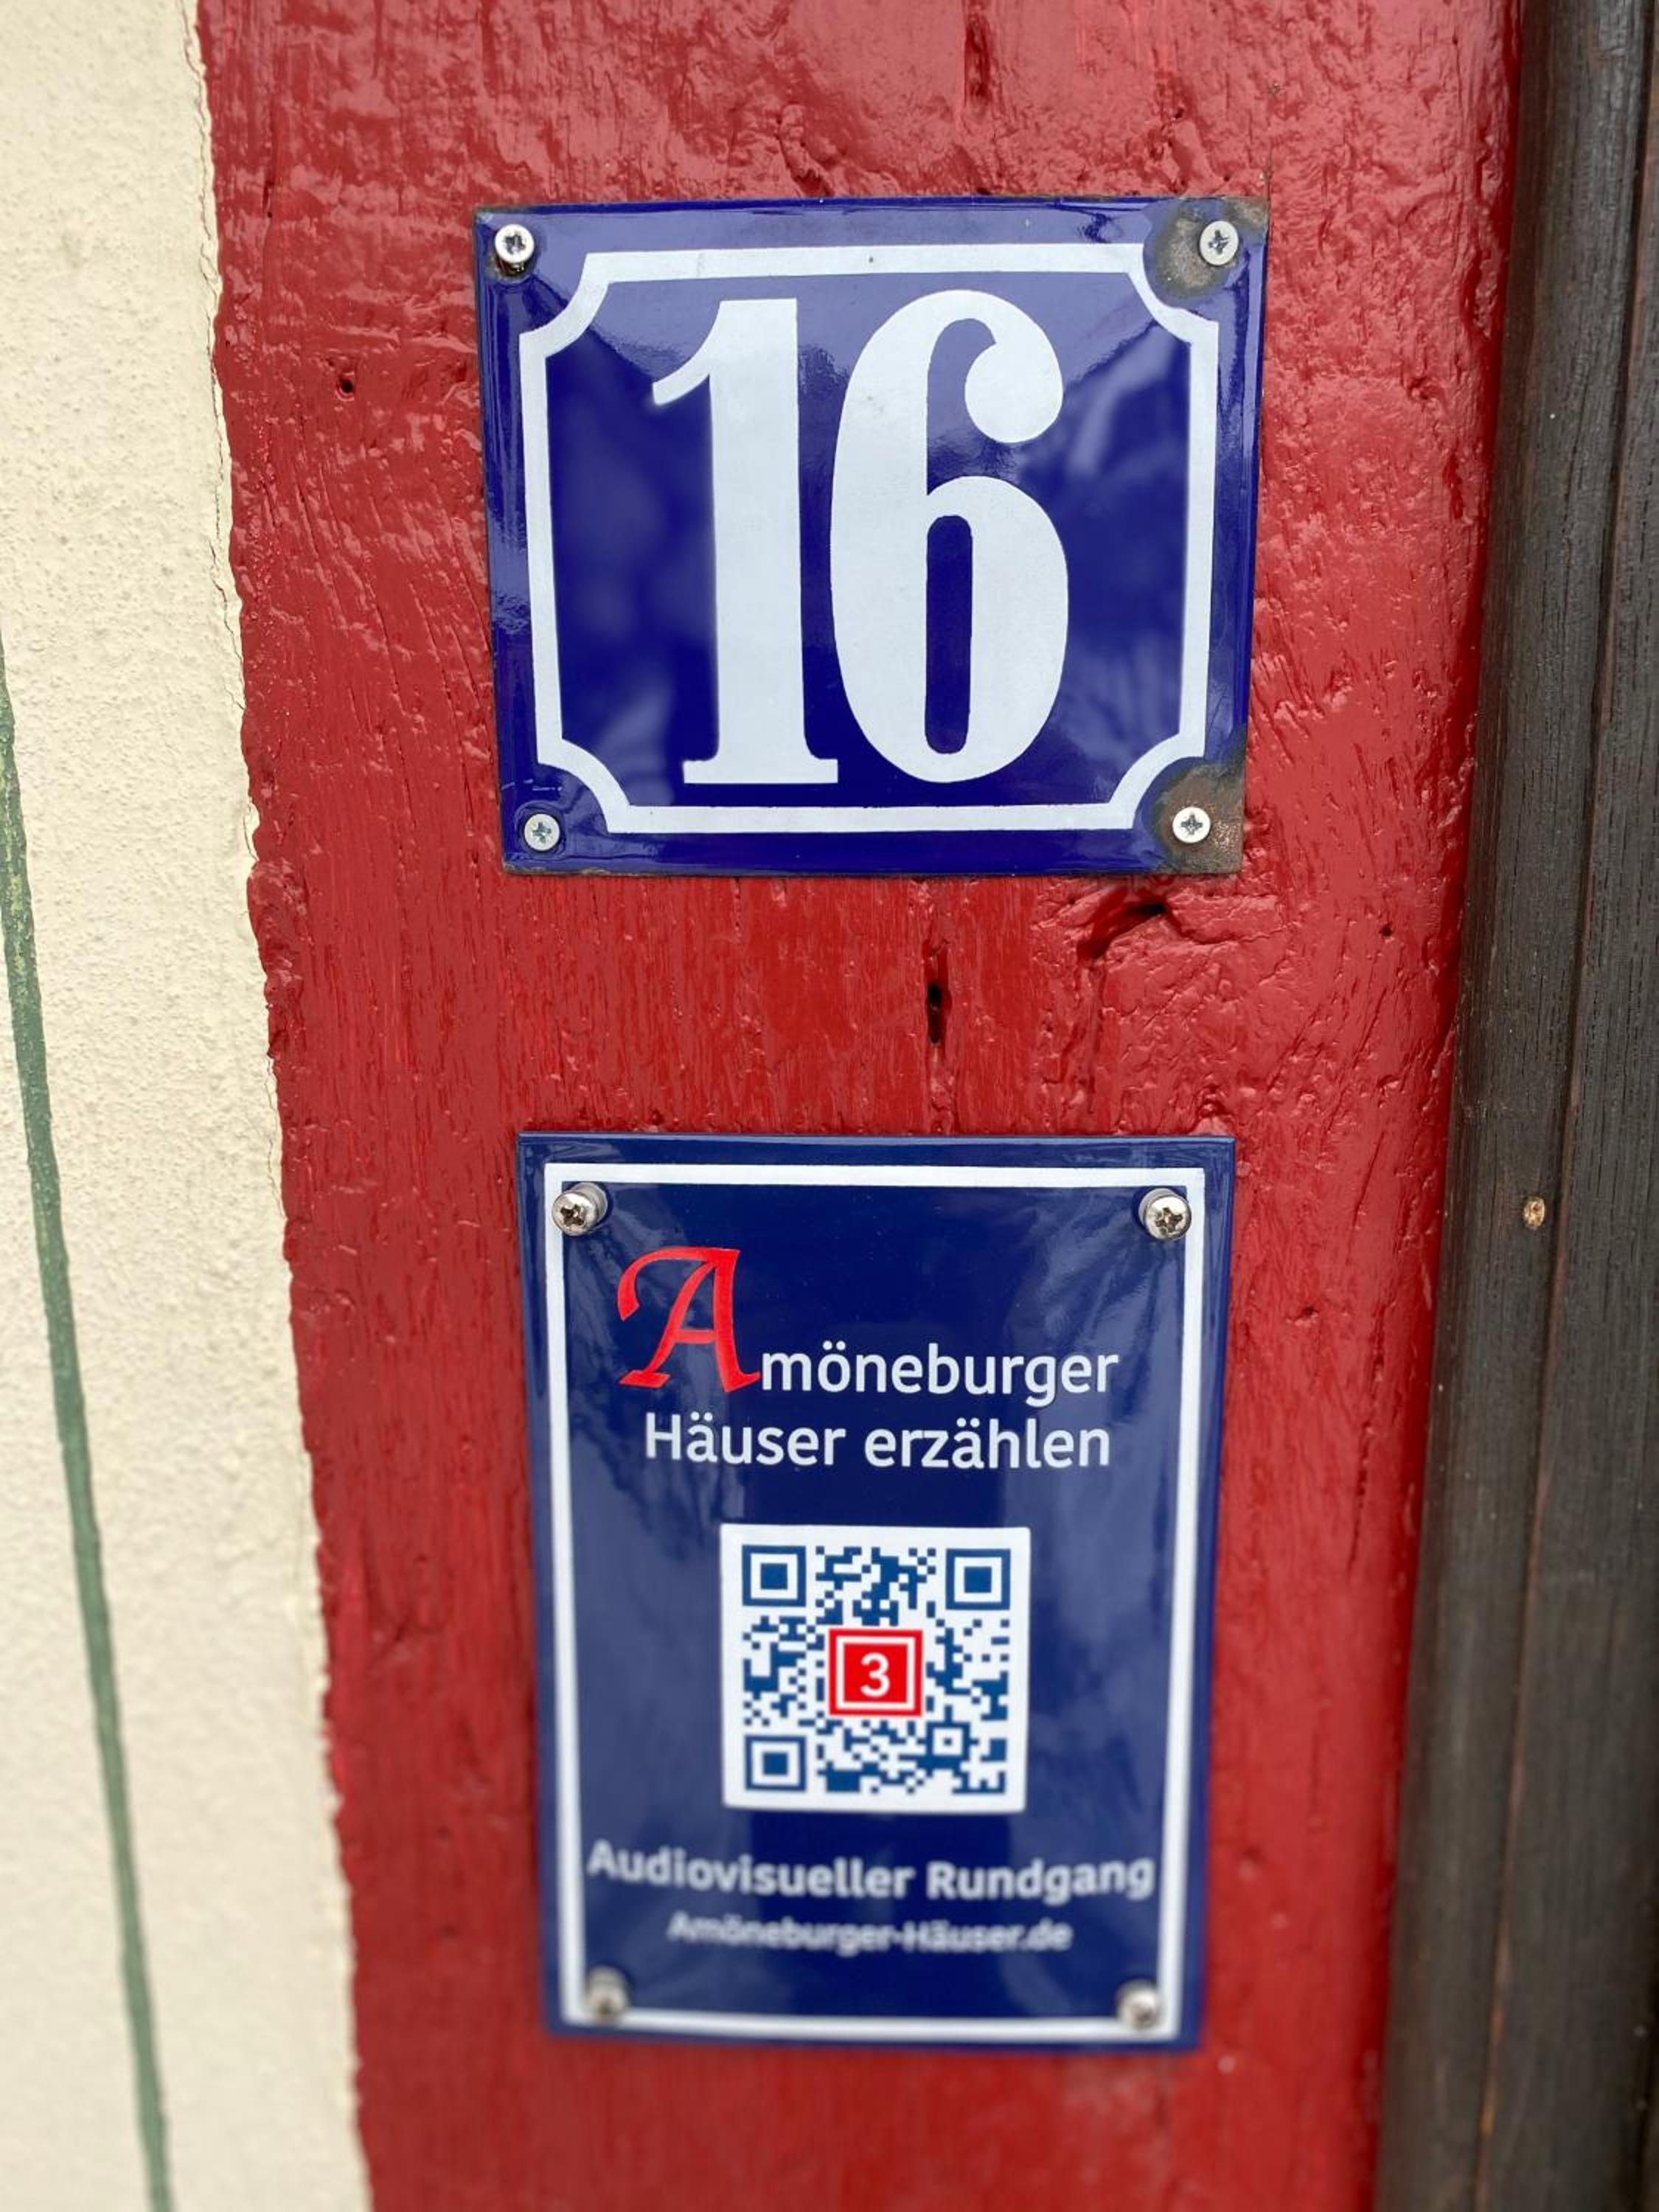 16
Amöneburger
Häuser erzählen
3
Audiovisueller Rundgang
Amöneburger-Häuser.de